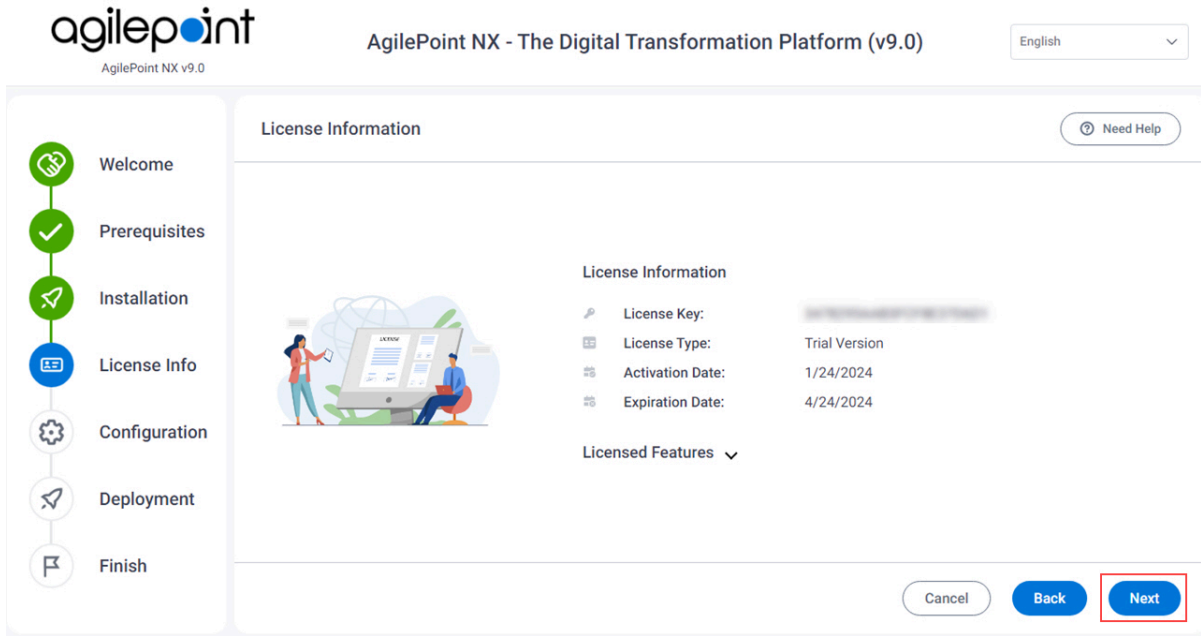 agilepoint
AgilePoint NX v9.0
AgilePoint NX - The Digital Transformation Platform (v9.0)
English
Welcome
Prerequisites
Installation
License Info
Configuration
Deployment
Finish
License Information
Need Help
LICENSE
License Information
License Key:
License Type: Trial Version
Activation Date: 1/24/2024
Expiration Date: 4/24/2024
Licensed Features
Cancel
Back
Next